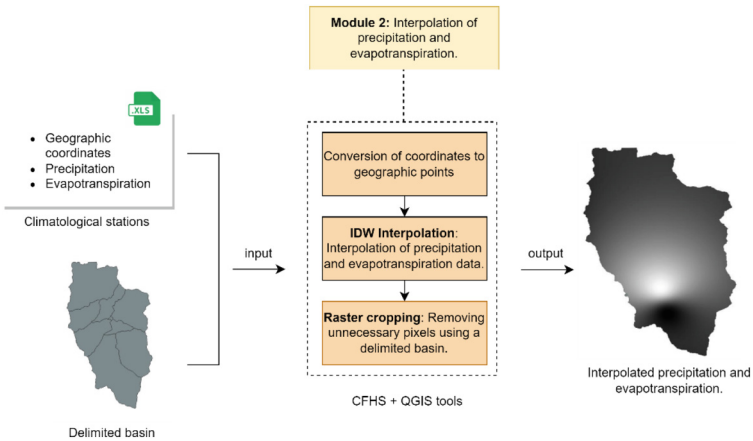 Module 2: Interpolation of
precipitation and
evapotranspiration.
.XLS
• Geographic
coordinates
• Precipitation
• Evapotranspiration
Climatological stations
Delimited basin
input
Conversion of coordinates to
geographic points
IDW Interpolation:
Interpolation of precipitation
and evapotranspiration data.
Raster cropping: Removing
unnecessary pixels using a
delimited basin.
CFHS + QGIS tools
output
Interpolated precipitation and
evapotranspiration.